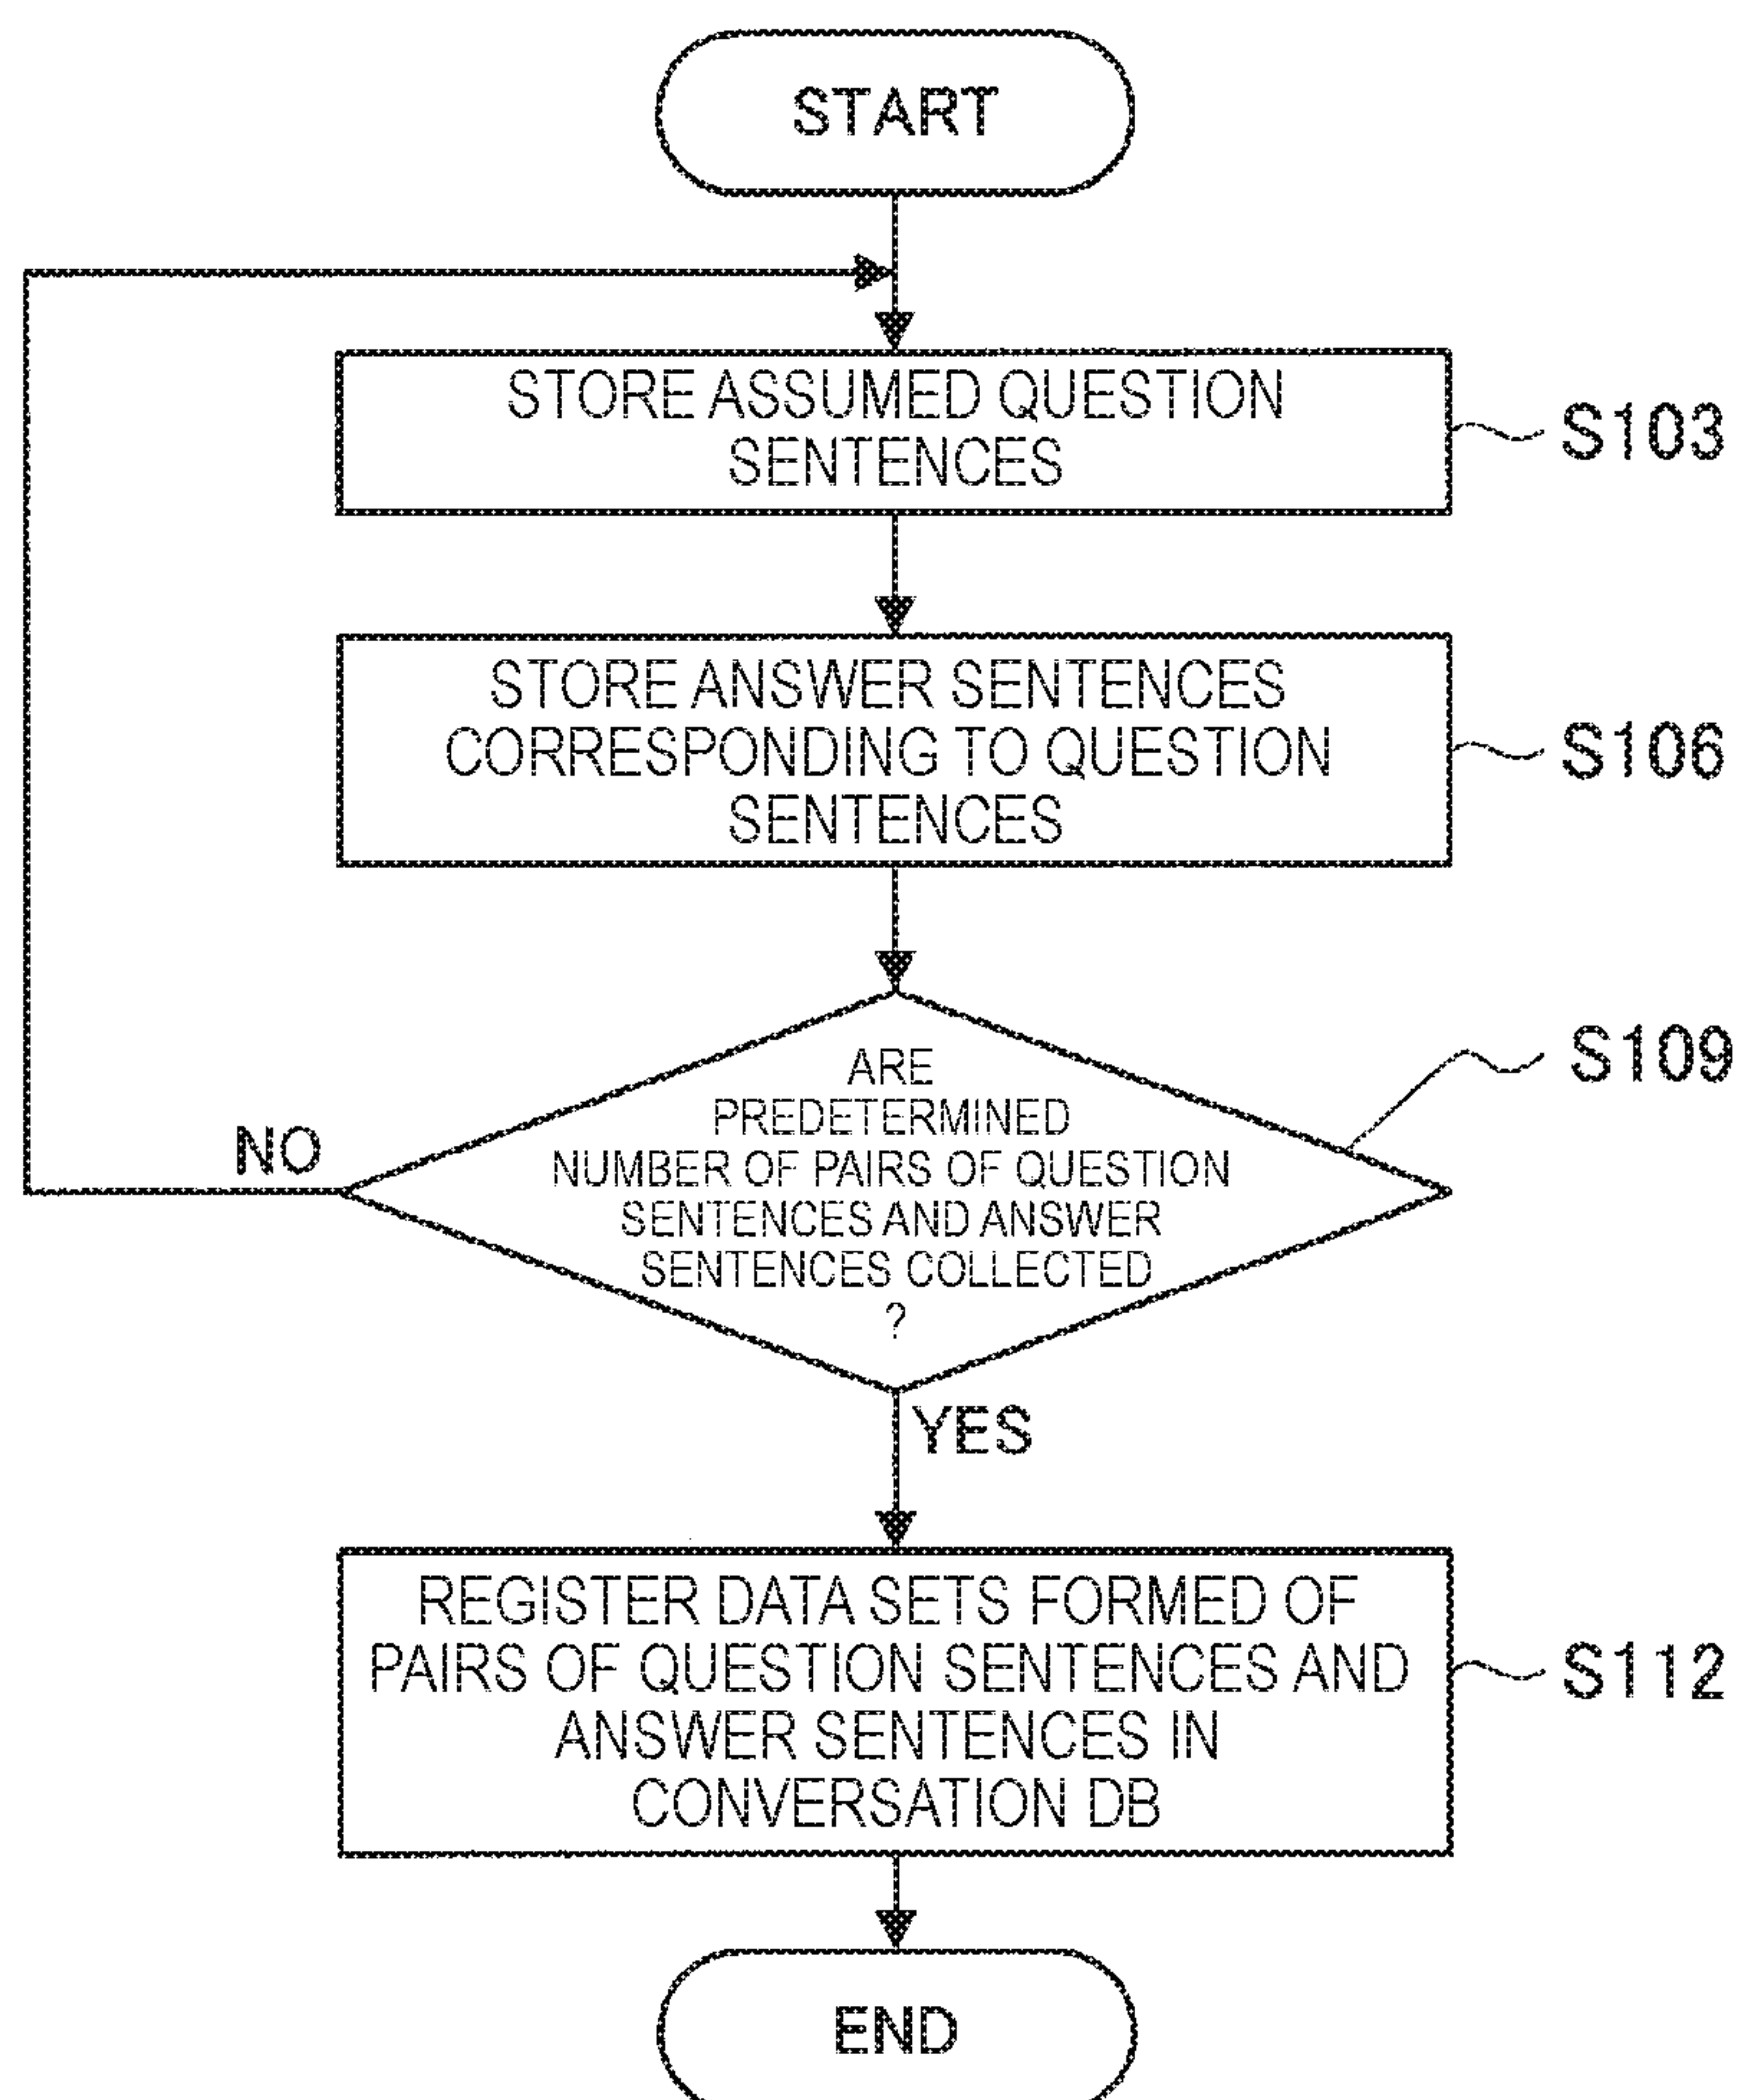 START
STORE ASSUMED QUESTION
SENTENCES
S103
STORE ANSWER SENTENCES
CORRESPONDING TO QUESTION
SENTENCES
S106
ARE
PREDETERMINED
NUMBER OF PAIRS OF QUESTION
SENTENCES AND ANSWER
SENTENCES COLLECTED
?
S109
NO
YES
REGISTER DATA SETS FORMED OF
PAIRS OF QUESTION SENTENCES AND
ANSWER SENTENCES IN
CONVERSATION DB
S112
END